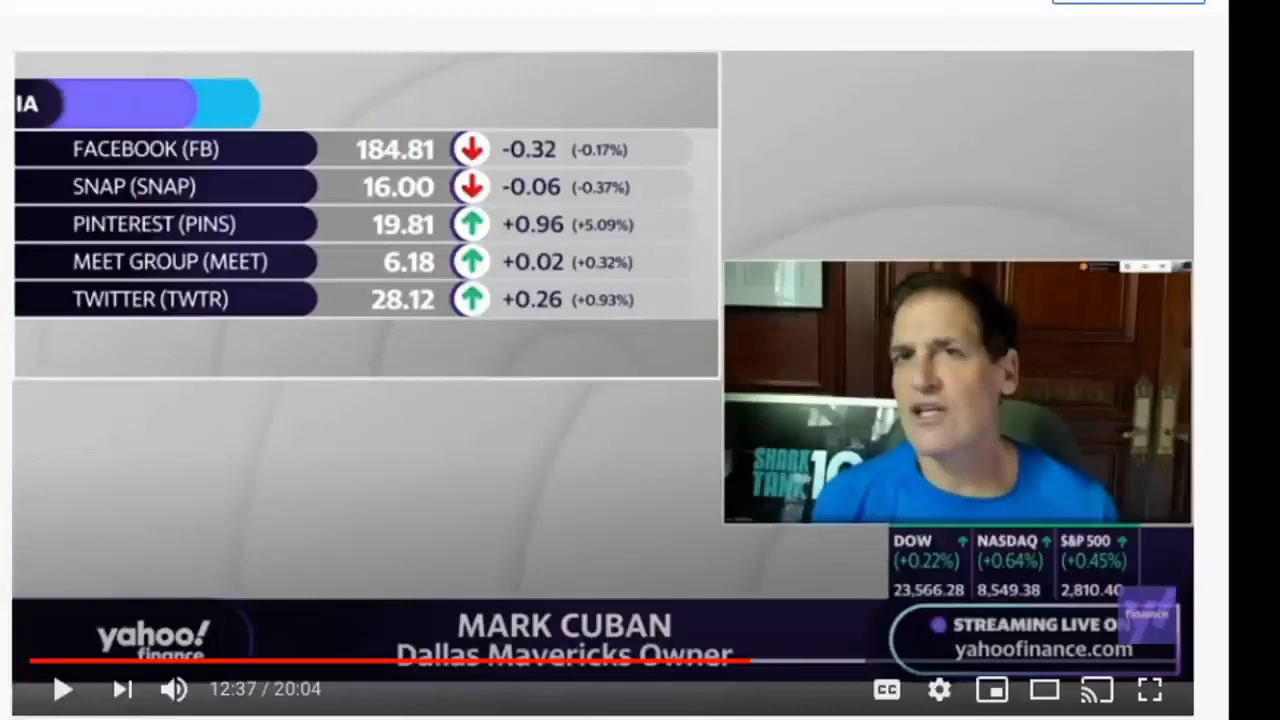 IA
FACEBOOK (FB) 184.81 -0.32 (-0.17%)
SNAP (SNAP) 16.00 -0.06 (-0.37%)
PINTEREST (PINS) 19.81 +0.96 (+5.09%)
MEET GROUP (MEET) 6.18 +0.02 (+0.32%)
TWITTER (TWTR) 28.12 +0.26 (+0.93%)
SHARK
TANK 10
DOW NASDAQ S&P 500
(+0.22%) (+0.64%) (+0.45%)
23,566.28 8,549.38 2,810.40
yahoo!
finance
MARK CUBAN
Dallas Mavericks Owner
y!
finance
STREAMING LIVE O
yahoofinance.com
12:37 / 20:04
CC